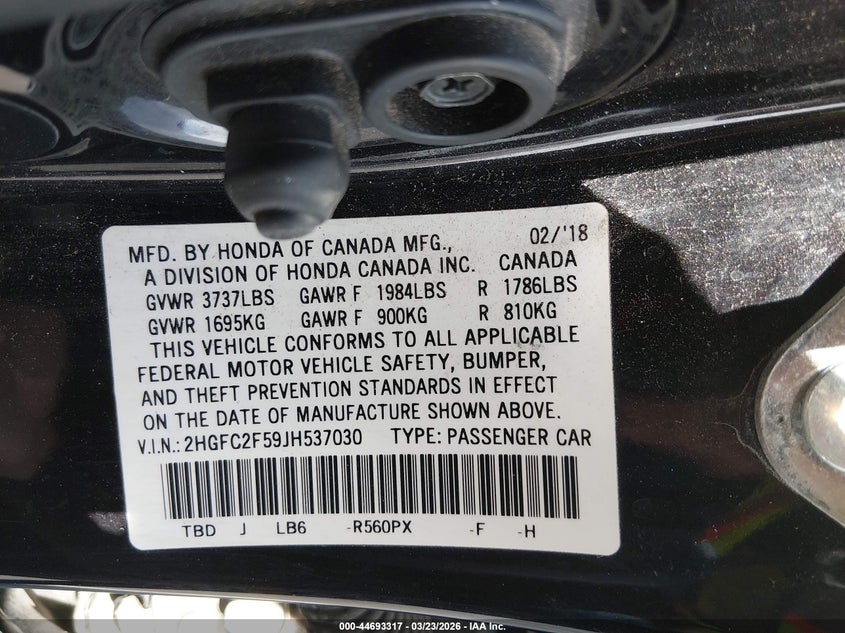 MFD. BY HONDA OF CANADA MFG., 02/'18
A DIVISION OF HONDA CANADA INC. CANADA
GVWR 3737LBS GAWR F 1984LBS R 1786LBS
GVWR 1695KG GAWR F 900KG R 810KG
THIS VEHICLE CONFORMS TO ALL APPLICABLE
FEDERAL MOTOR VEHICLE SAFETY, BUMPER,
AND THEFT PREVENTION STANDARDS IN EFFECT
ON THE DATE OF MANUFACTURE SHOWN ABOVE.
V.I.N.: 2HGFC2F59JH537030 TYPE: PASSENGER CAR
TBD J LB6 -R560PX -F -H
000-44693317 - 03/23/2026 - IAA Inc.